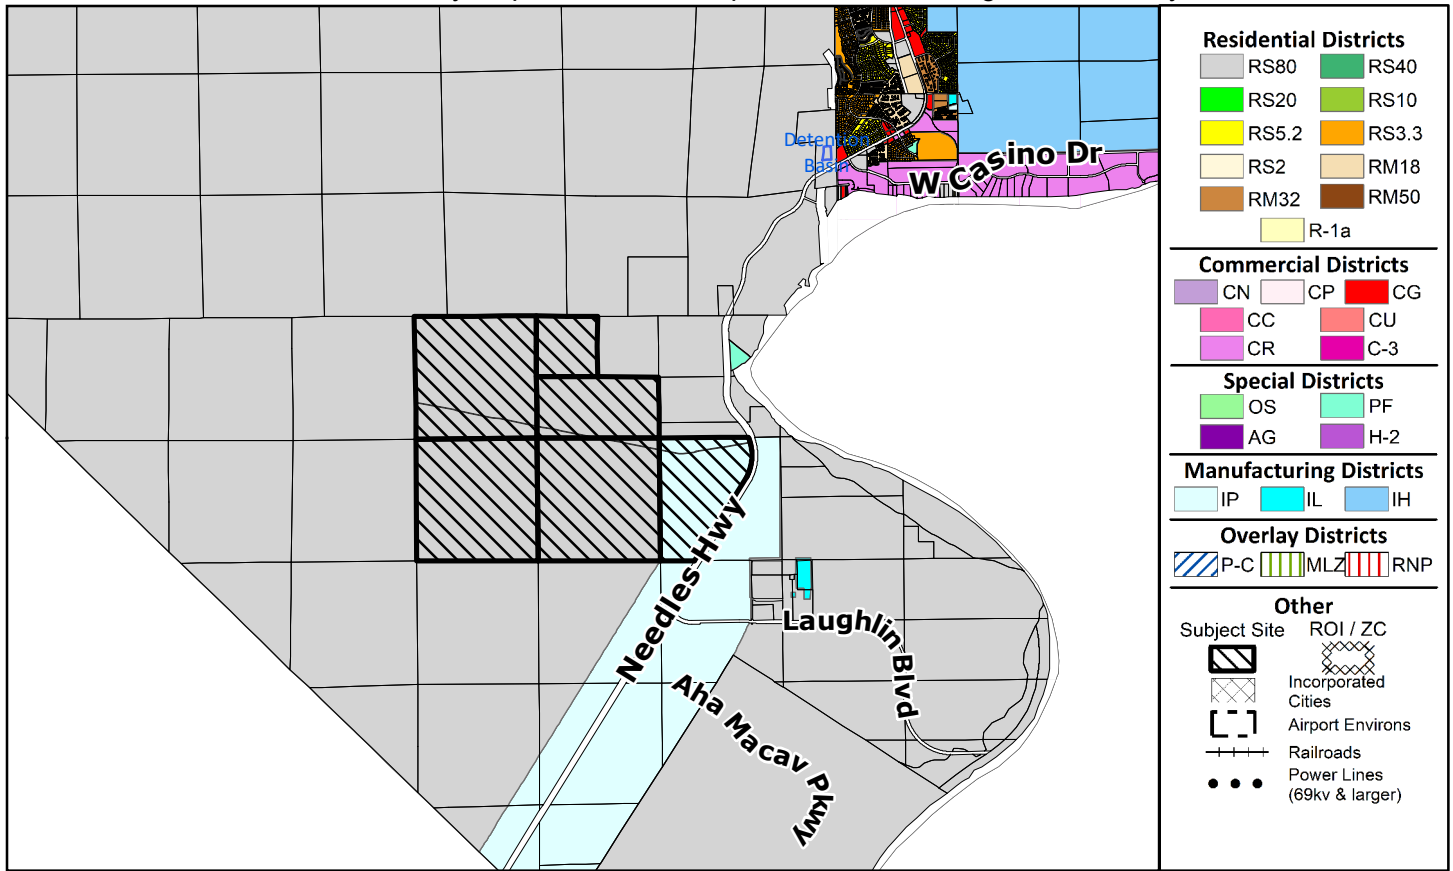 Detention
Basin
W Casino Dr
Needles Hwy
Laughlin Blvd
Aha Macav Pkwy
Residential Districts
RS80
RS40
RS20
RS10
RS5.2
RS3.3
RS2
RM18
RM32
RM50
R-1a
Commercial Districts
CN
CP
CG
CC
CU
CR
C-3
Special Districts
OS
PF
AG
H-2
Manufacturing Districts
IP
IL
IH
Overlay Districts
P-C
MLZ
RNP
Other
Subject Site
ROI / ZC
Incorporated
Cities
Airport Environs
Railroads
Power Lines
(69kv & larger)